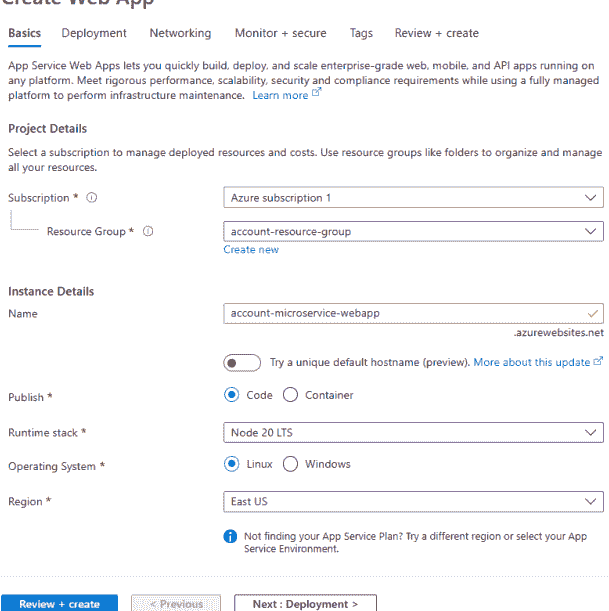 Create Web App
Basics Deployment Networking Monitor + secure Tags Review + create
App Service Web Apps lets you quickly build, deploy, and scale enterprise-grade web, mobile, and API apps running on
any platform. Meet rigorous performance, scalability, security and compliance requirements while using a fully managed
platform to perform infrastructure maintenance. Learn more
Project Details
Select a subscription to manage deployed resources and costs. Use resource groups like folders to organize and manage
all your resources.
Subscription * Azure subscription 1
Resource Group * account-resource-group
Create new
Instance Details
Name account-microservice-webapp
.azurewebsites.net
Try a unique default hostname (preview). More about this update
Publish * Code Container
Runtime stack * Node 20 LTS
Operating System * Linux Windows
Region * East US
Not finding your App Service Plan? Try a different region or select your App
Service Environment.
Review + create < Previous Next : Deployment >